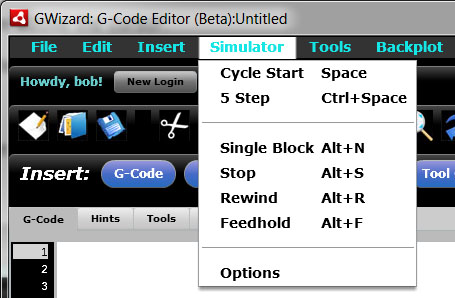 GWizard: G-Code Editor (Beta):Untitled
File Edit Insert Simulator Tools Backplot
Howdy, bob! New Login
Cycle Start Space
5 Step Ctrl+Space
Single Block Alt+N
Stop Alt+S
Rewind Alt+R
Feedhold Alt+F
Options
Insert: G-Code Tool
G-Code Hints Tools
1
2
3